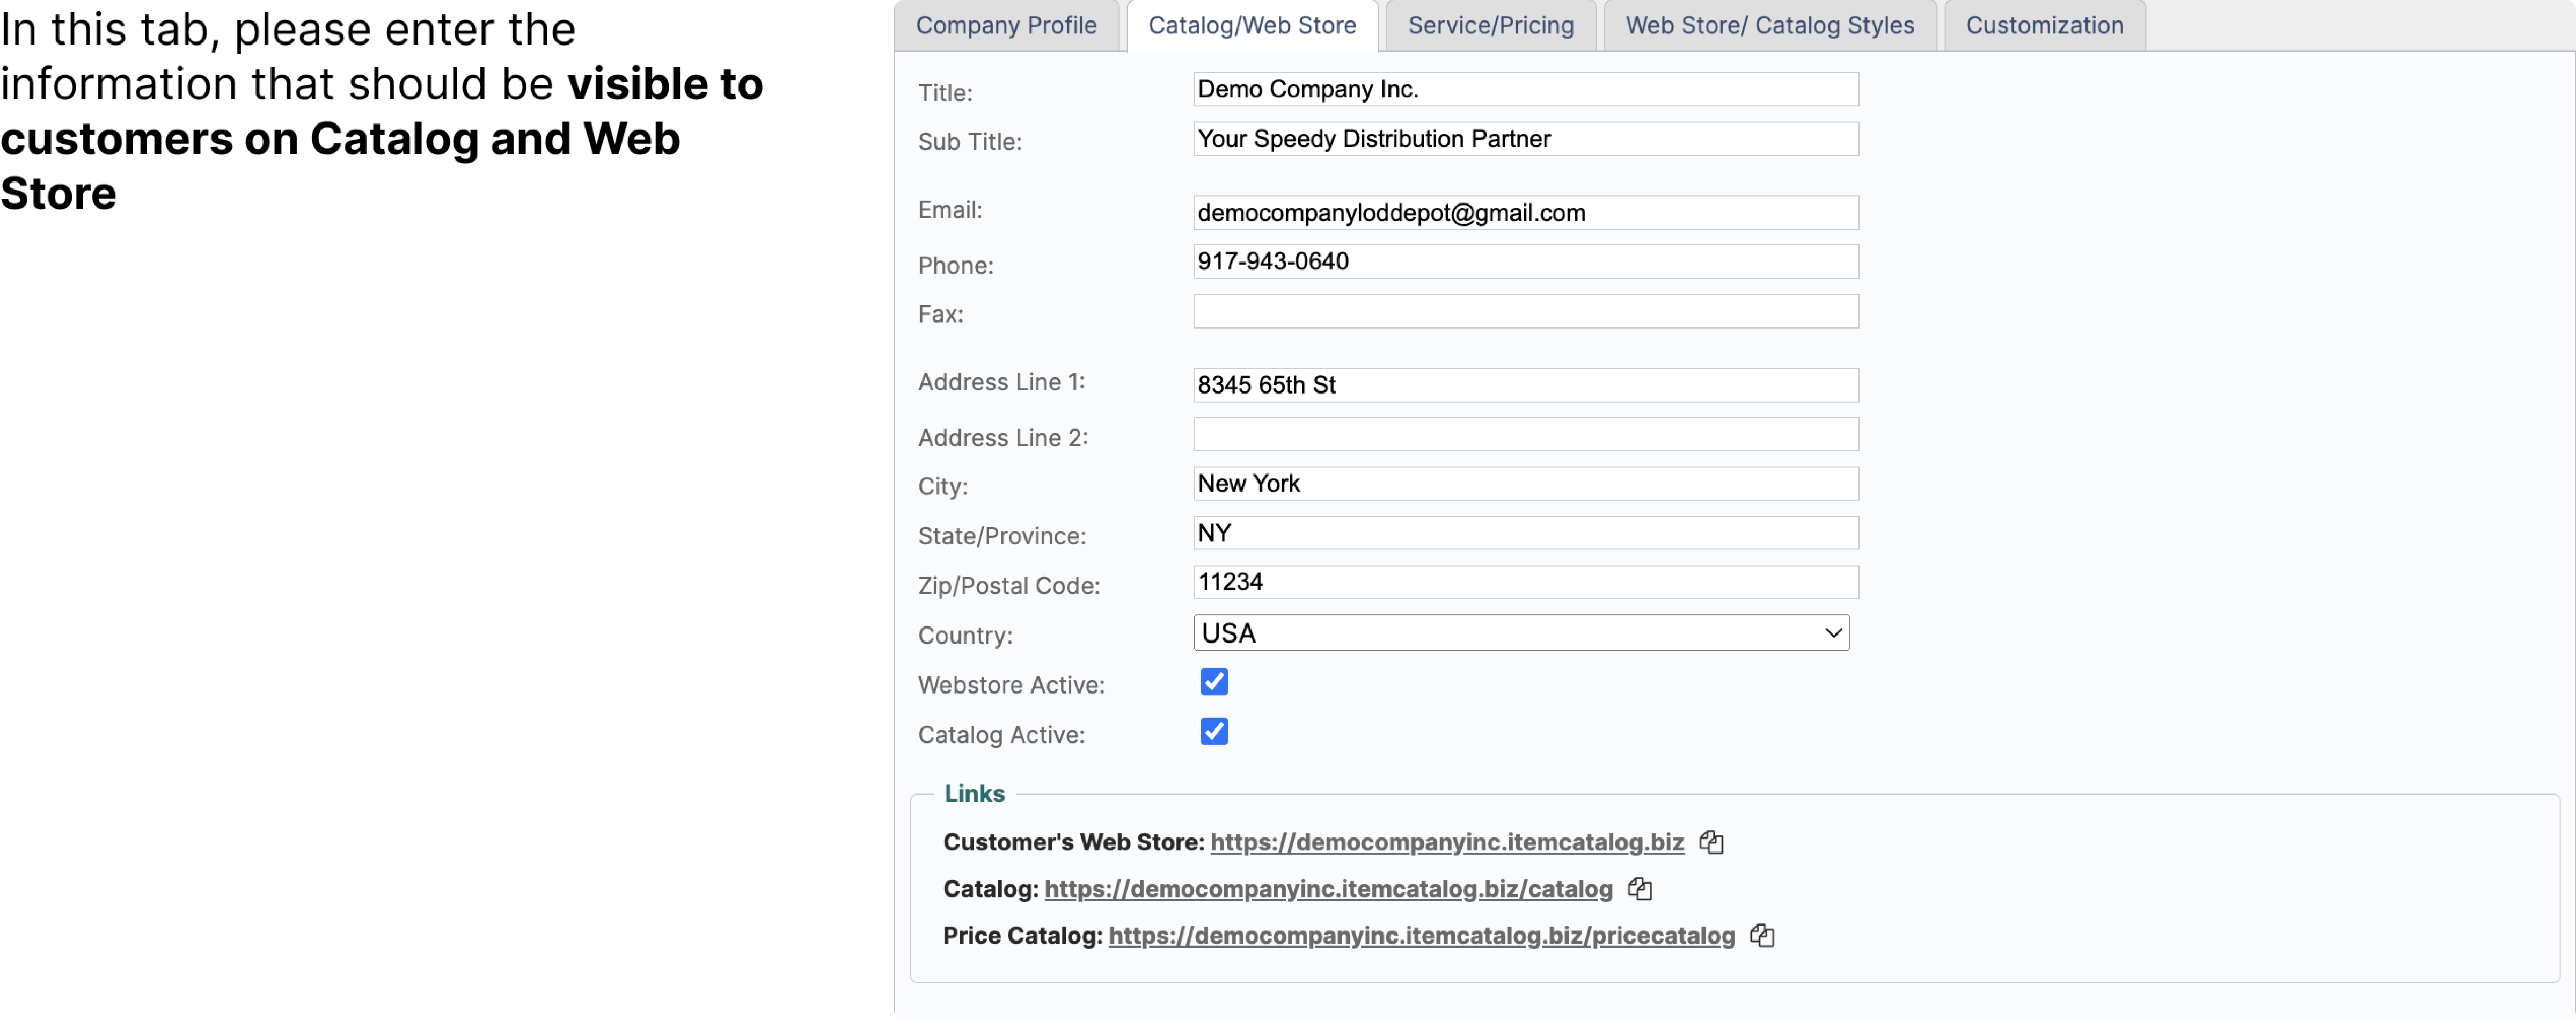 In this tab, please enter the
information that should be visible to
customers on Catalog and Web
Store
Company Profile
Catalog/Web Store
Service/Pricing
Web Store/ Catalog Styles
Customization
Title: Demo Company Inc.
Sub Title: Your Speedy Distribution Partner
Email: democompanyloddepot@gmail.com
Phone: 917-943-0640
Fax:
Address Line 1: 8345 65th St
Address Line 2:
City: New York
State/Province: NY
Zip/Postal Code: 11234
Country: USA
Webstore Active:
Catalog Active:
Links
Customer's Web Store: https://democompanyinc.itemcatalog.biz
Catalog: https://democompanyinc.itemcatalog.biz/catalog
Price Catalog: https://democompanyinc.itemcatalog.biz/pricecatalog